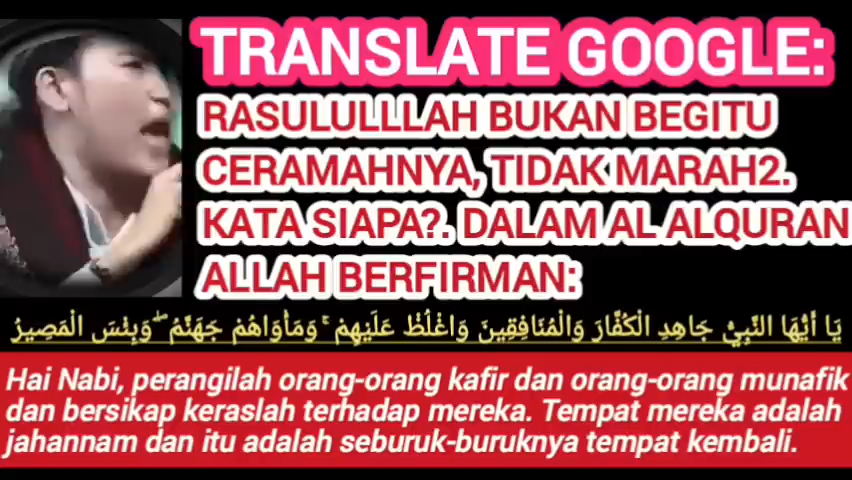 TRANSLATE GOOGLE:
RASULULLLAH BUKAN BEGITU
CERAMAHNYA, TIDAK MARAH2.
KATA SIAPA?. DALAM AL ALQURAN
ALLAH BERFIRMAN:
يَا أَيُّهَا النَّبِيُّ جَاهِدِ الْكُفَّارَ وَالْمُنَافِقِينَ وَاغْلُظْ عَلَيْهِمْ ۚ وَمَأْوَاهُمْ جَهَنَّمُ ۖ وَبِئْسَ الْمَصِيرُ
Hai Nabi, perangilah orang-orang kafir dan orang-orang munafik
dan bersikap keraslah terhadap mereka. Tempat mereka adalah
jahannam dan itu adalah seburuk-buruknya tempat kembali.